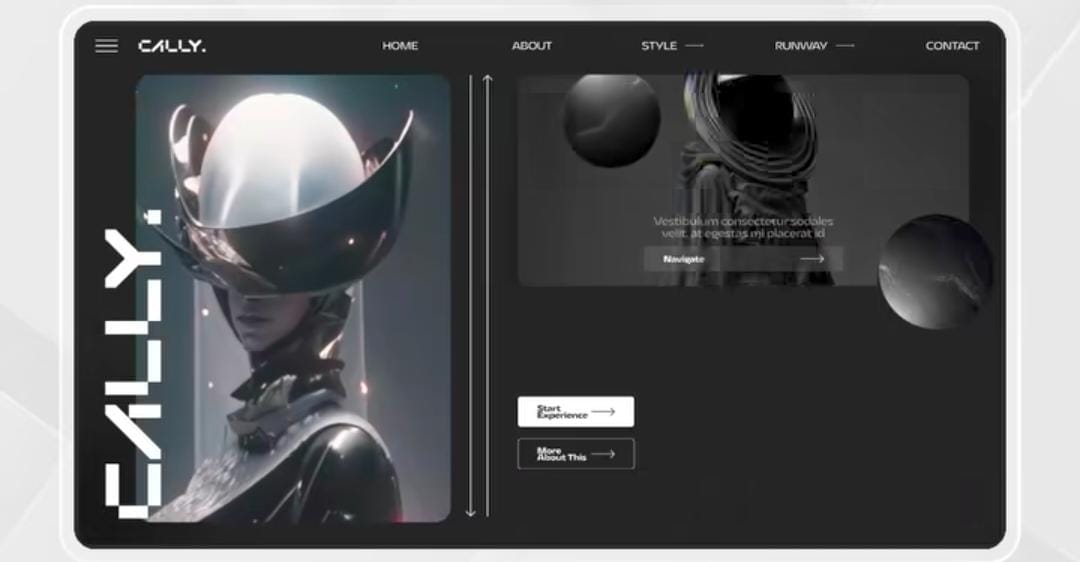 CALLY.
HOME
ABOUT
STYLE
RUNWAY
CONTACT
CALLY.
Vestibulum consectetur sodales
velit, at egestas mi placerat id
Navigate
Start
Experience
More
About This